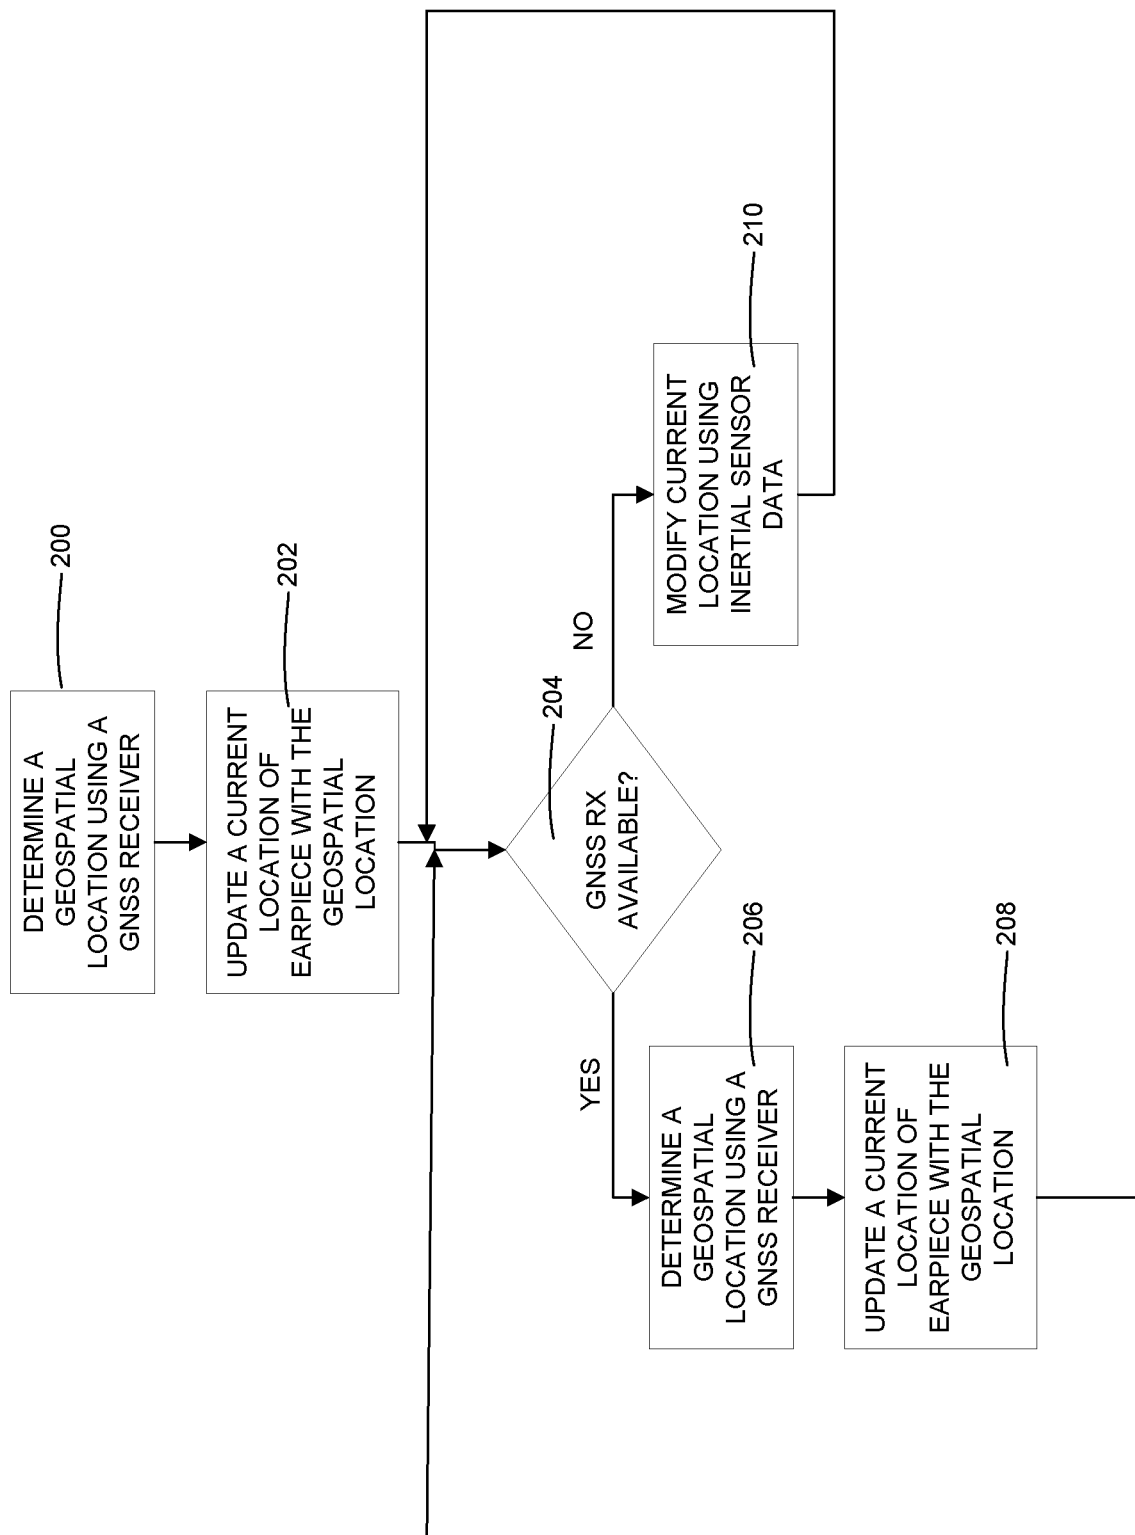 DETERMINE A
GEOSPATIAL
LOCATION USING A
GNSS RECEIVER
200
UPDATE A CURRENT
LOCATION OF
EARPIECE WITH THE
GEOSPATIAL
LOCATION
202
GNSS RX
AVAILABLE?
204
YES
NO
DETERMINE A
GEOSPATIAL
LOCATION USING A
GNSS RECEIVER
206
UPDATE A CURRENT
LOCATION OF
EARPIECE WITH THE
GEOSPATIAL
LOCATION
208
MODIFY CURRENT
LOCATION USING
INERTIAL SENSOR
DATA
210